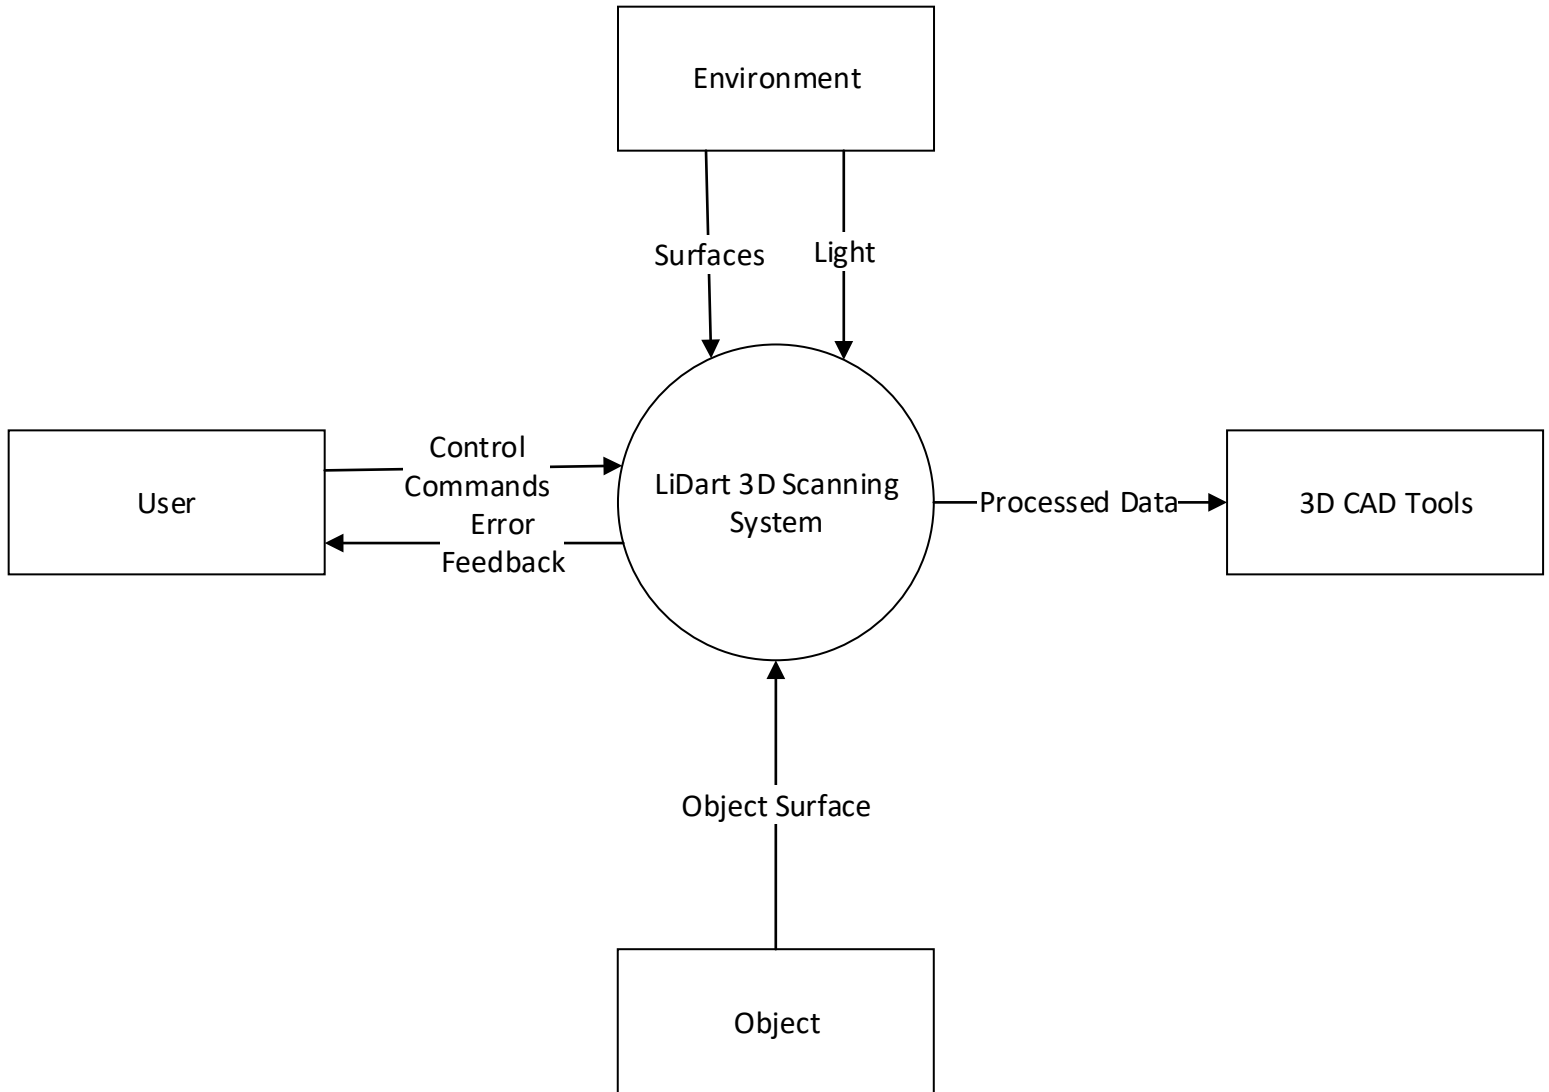 Environment
Surfaces
Light
Control
Commands
Error
Feedback
User
LiDart 3D Scanning
System
Processed Data
3D CAD Tools
Object Surface
Object